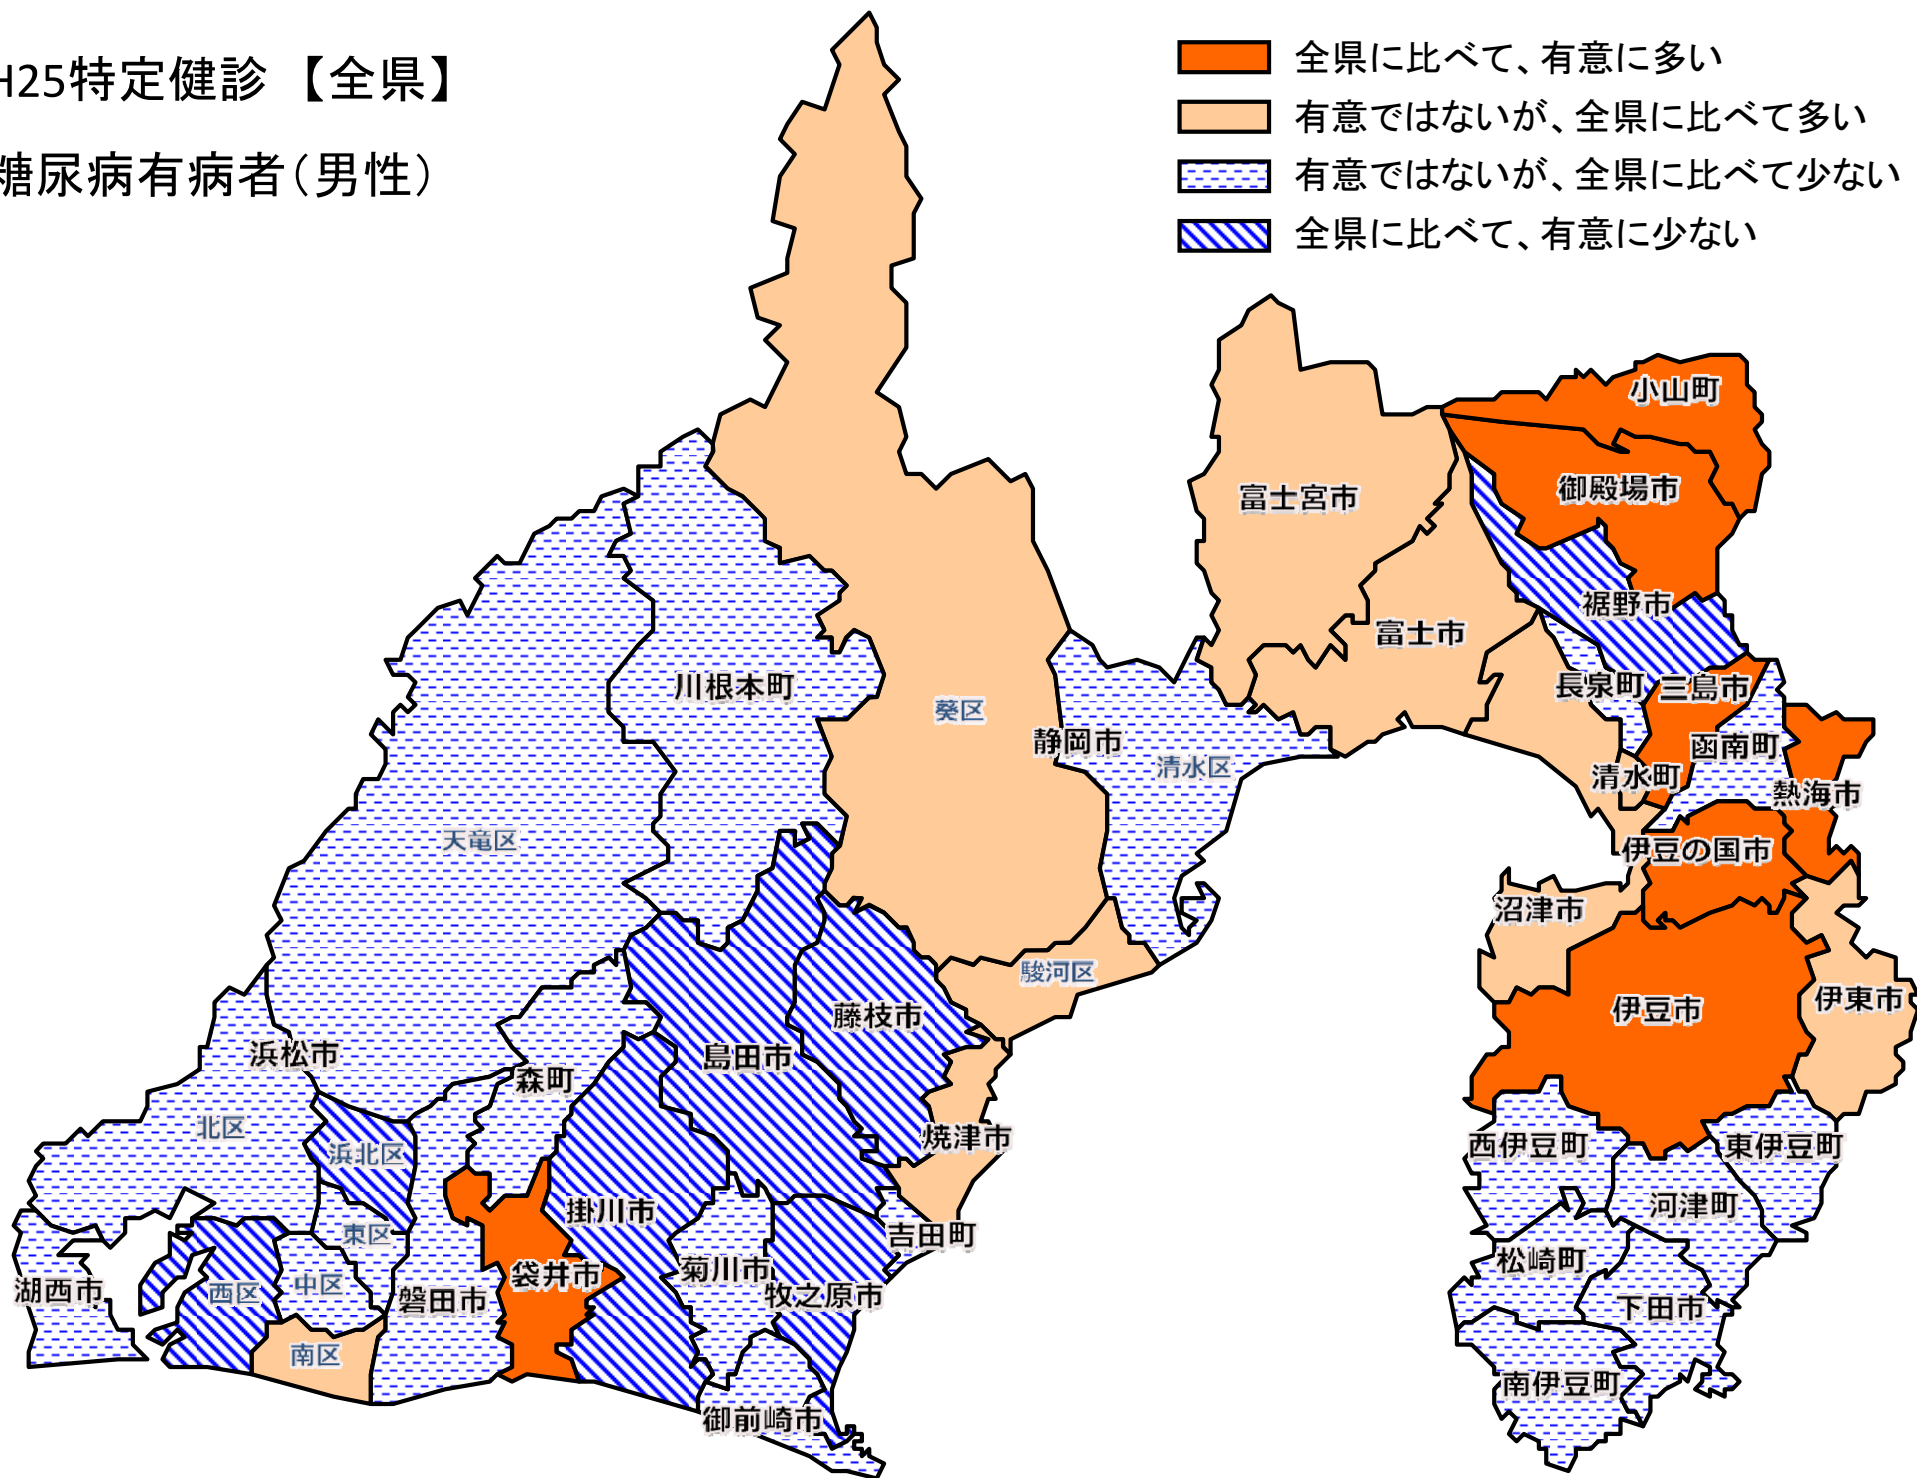 H25特定健診 【全県】
糖尿病有病者(男性)
全県に比べて、有意に多い
有意ではないが、全県に比べて多い
有意ではないが、全県に比べて少ない
全県に比べて、有意に少ない
小山町
御殿場市
富士宮市
裾野市
富士市
川根本町
長泉町
三島市
葵区
静岡市
函南町
清水区
清水町
熱海市
天竜区
伊豆の国市
沼津市
駿河区
伊東市
伊豆市
藤枝市
浜松市
島田市
森町
北区
焼津市
浜北区
西伊豆町
東伊豆町
掛川市
河津町
東区
吉田町
松崎町
菊川市
袋井市
中区
湖西市
西区
磐田市
牧之原市
下田市
南区
南伊豆町
御前崎市